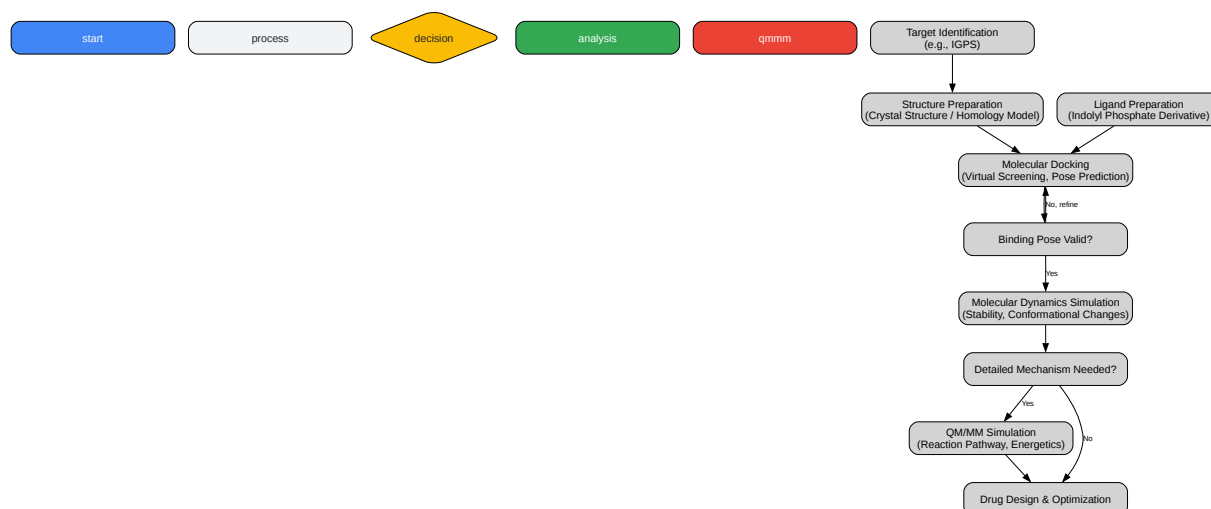 start
process
decision
analysis
qmmm
Target Identification
(e.g., IGPS)
Structure Preparation
(Crystal Structure / Homology Model)
Ligand Preparation
(Indolyl Phosphate Derivative)
Molecular Docking
(Virtual Screening, Pose Prediction)
No, refine
Binding Pose Valid?
Yes
Molecular Dynamics Simulation
(Stability, Conformational Changes)
Detailed Mechanism Needed?
Yes
QM/MM Simulation
(Reaction Pathway, Energetics)
No
Drug Design & Optimization